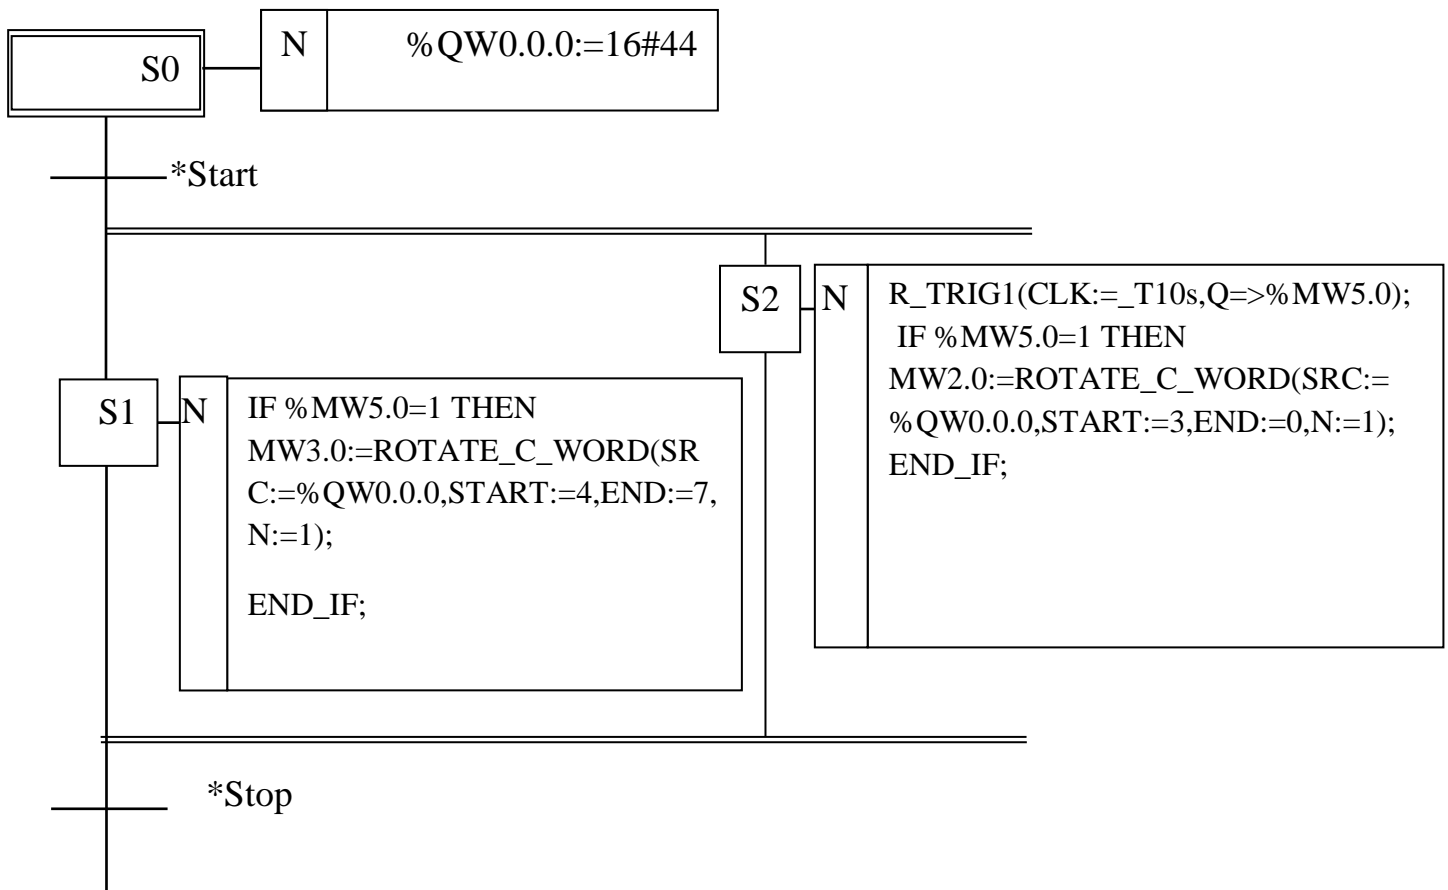 S0
N
%QW0.0.0:=16#44
*Start
S2
N
R_TRIG1(CLK:=_T10s,Q=>%MW5.0);
IF %MW5.0=1 THEN
MW2.0:=ROTATE_C_WORD(SRC:=
%QW0.0.0,START:=3,END:=0,N:=1);
END_IF;
S1
N
IF %MW5.0=1 THEN
MW3.0:=ROTATE_C_WORD(SR
C:=%QW0.0.0,START:=4,END:=7,
N:=1);
END_IF;
*Stop